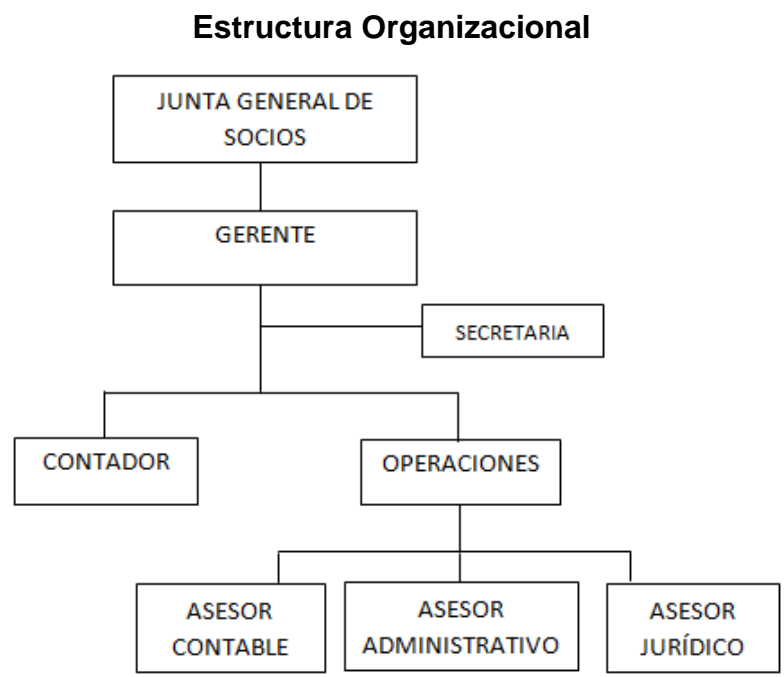 Estructura Organizacional
JUNTA GENERAL DE
SOCIOS
GERENTE
SECRETARIA
CONTADOR
OPERACIONES
ASESOR
CONTABLE
ASESOR
ADMINISTRATIVO
ASESOR
JURÍDICO